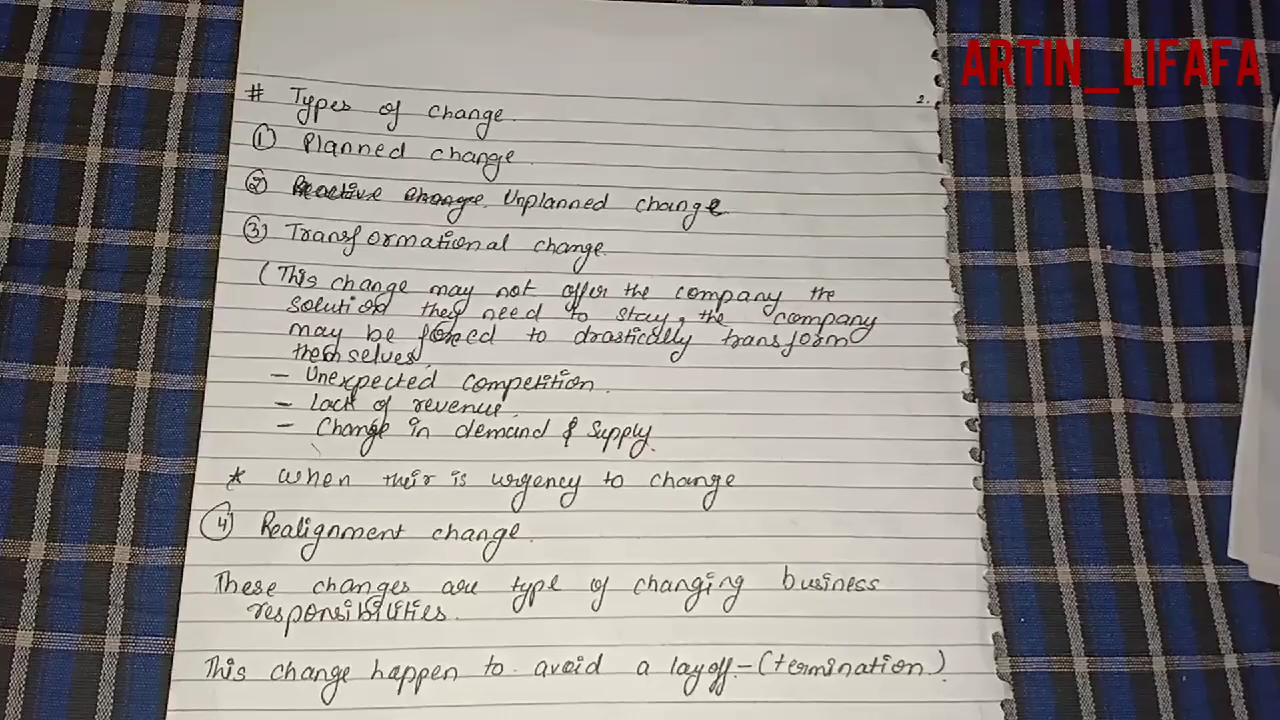 ARTIN_LIFAFA
2.
# Types of change.
① Planned change.
② Reactive change. Unplanned change.
③ Transformational change.
(This change may not offer the company the
solution they need to stay, the company
may be forced to drastically transform
themselves.
- Unexpected competition.
- Lack of revenue.
- Change in demand & Supply.
* When their is urgency to change
④ Realignment change.
These changes are type of changing business
responsibilities.
This change happen to avoid a layoff-(termination).